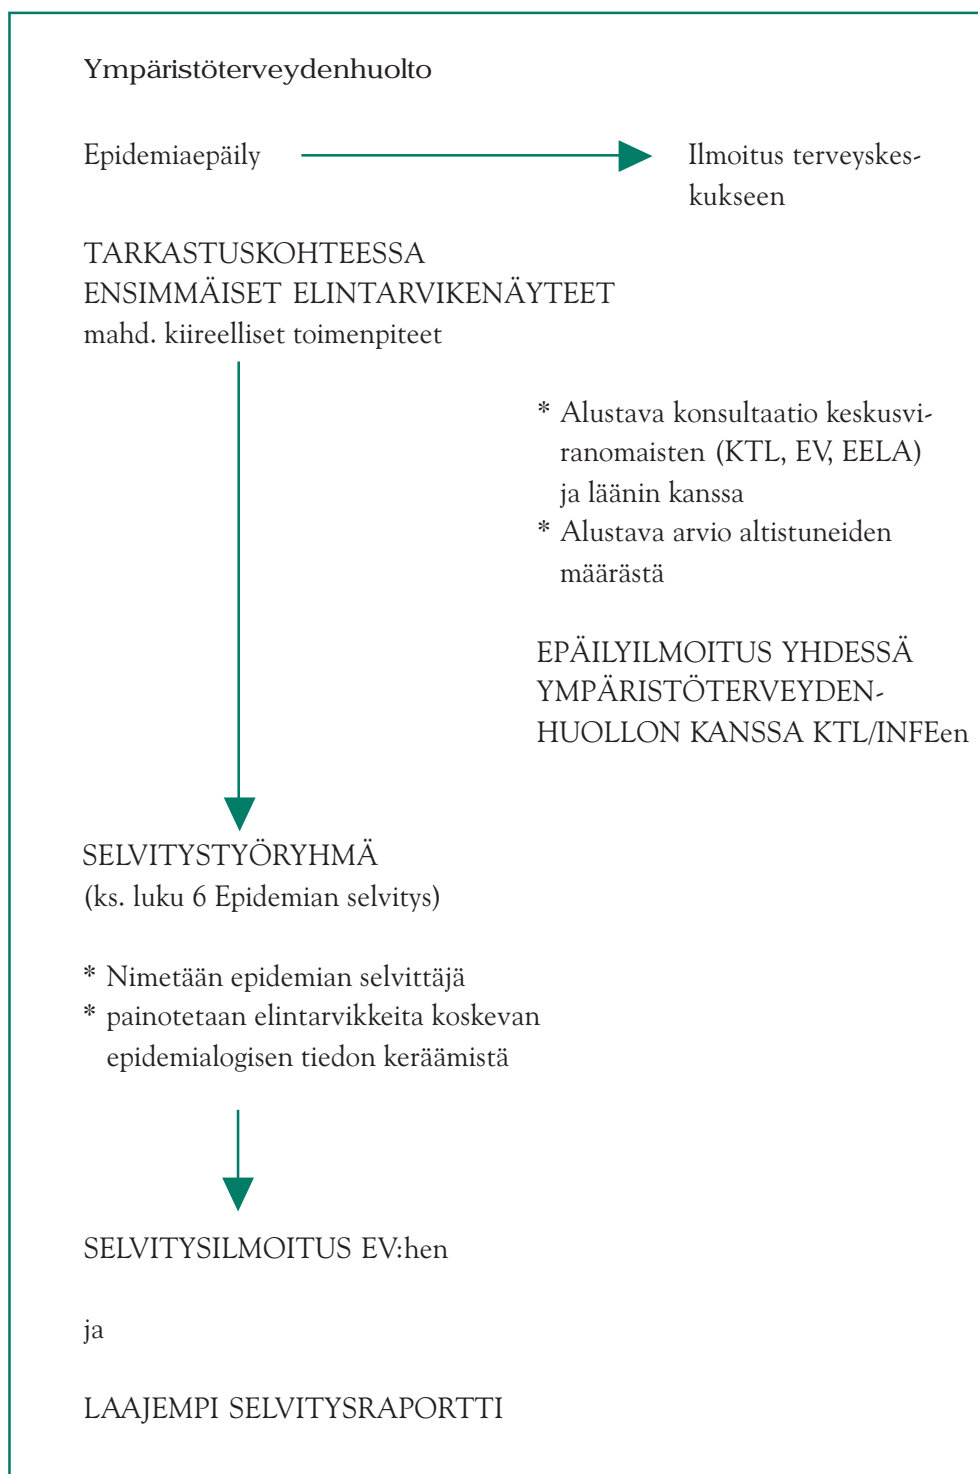 Ympäristöterveydenhuolto
Epidemiaepäily
Ilmoitus terveyskes-
kukseen
TARKASTUSKOHTEESSA
ENSIMMÄISET ELINTARVIKENÄYTEET
mahd. kiireelliset toimenpiteet
* Alustava konsultaatio keskusvi-
ranomaisten (KTL, EV, EELA)
ja läänin kanssa
* Alustava arvio altistuneiden
määrästä
EPÄILYILMOITUS YHDESSÄ
YMPÄRISTÖTERVEYDEN-
HUOLLON KANSSA KTL/INFEen
SELVITYSTYÖRYHMÄ
(ks. luku 6 Epidemian selvitys)
* Nimetään epidemian selvittäjä
* painotetaan elintarvikkeita koskevan
epidemialogisen tiedon keräämistä
SELVITYSILMOITUS EV:hen
ja
LAAJEMPI SELVITYSRAPORTTI